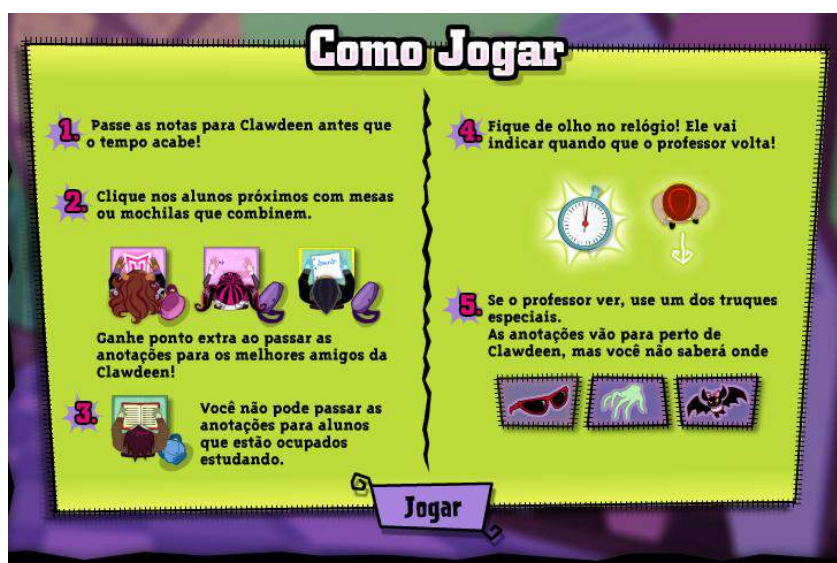 Como Jogar
1. Passe as notas para Clawdeen antes que
o tempo acabe!
2. Clique nos alunos próximos com mesas
ou mochilas que combinem.
Ganhe ponto extra ao passar as
anotações para os melhores amigos da
Clawdeen!
3. Você não pode passar as
anotações para alunos
que estão ocupados
estudando.
4. Fique de olho no relógio! Ele vai
indicar quando que o professor volta!
5. Se o professor ver, use um dos truques
especiais.
As anotações vão para perto de
Clawdeen, mas você não saberá onde
Jogar